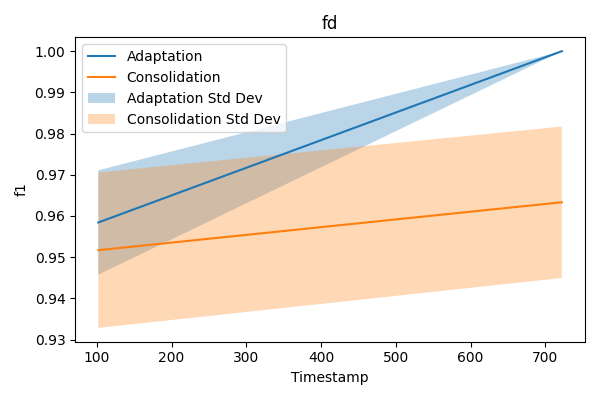 fd
Adaptation
Consolidation
Adaptation Std Dev
Consolidation Std Dev
f1
1.00
0.99
0.98
0.97
0.96
0.95
0.94
0.93
100 200 300 400 500 600 700
Timestamp